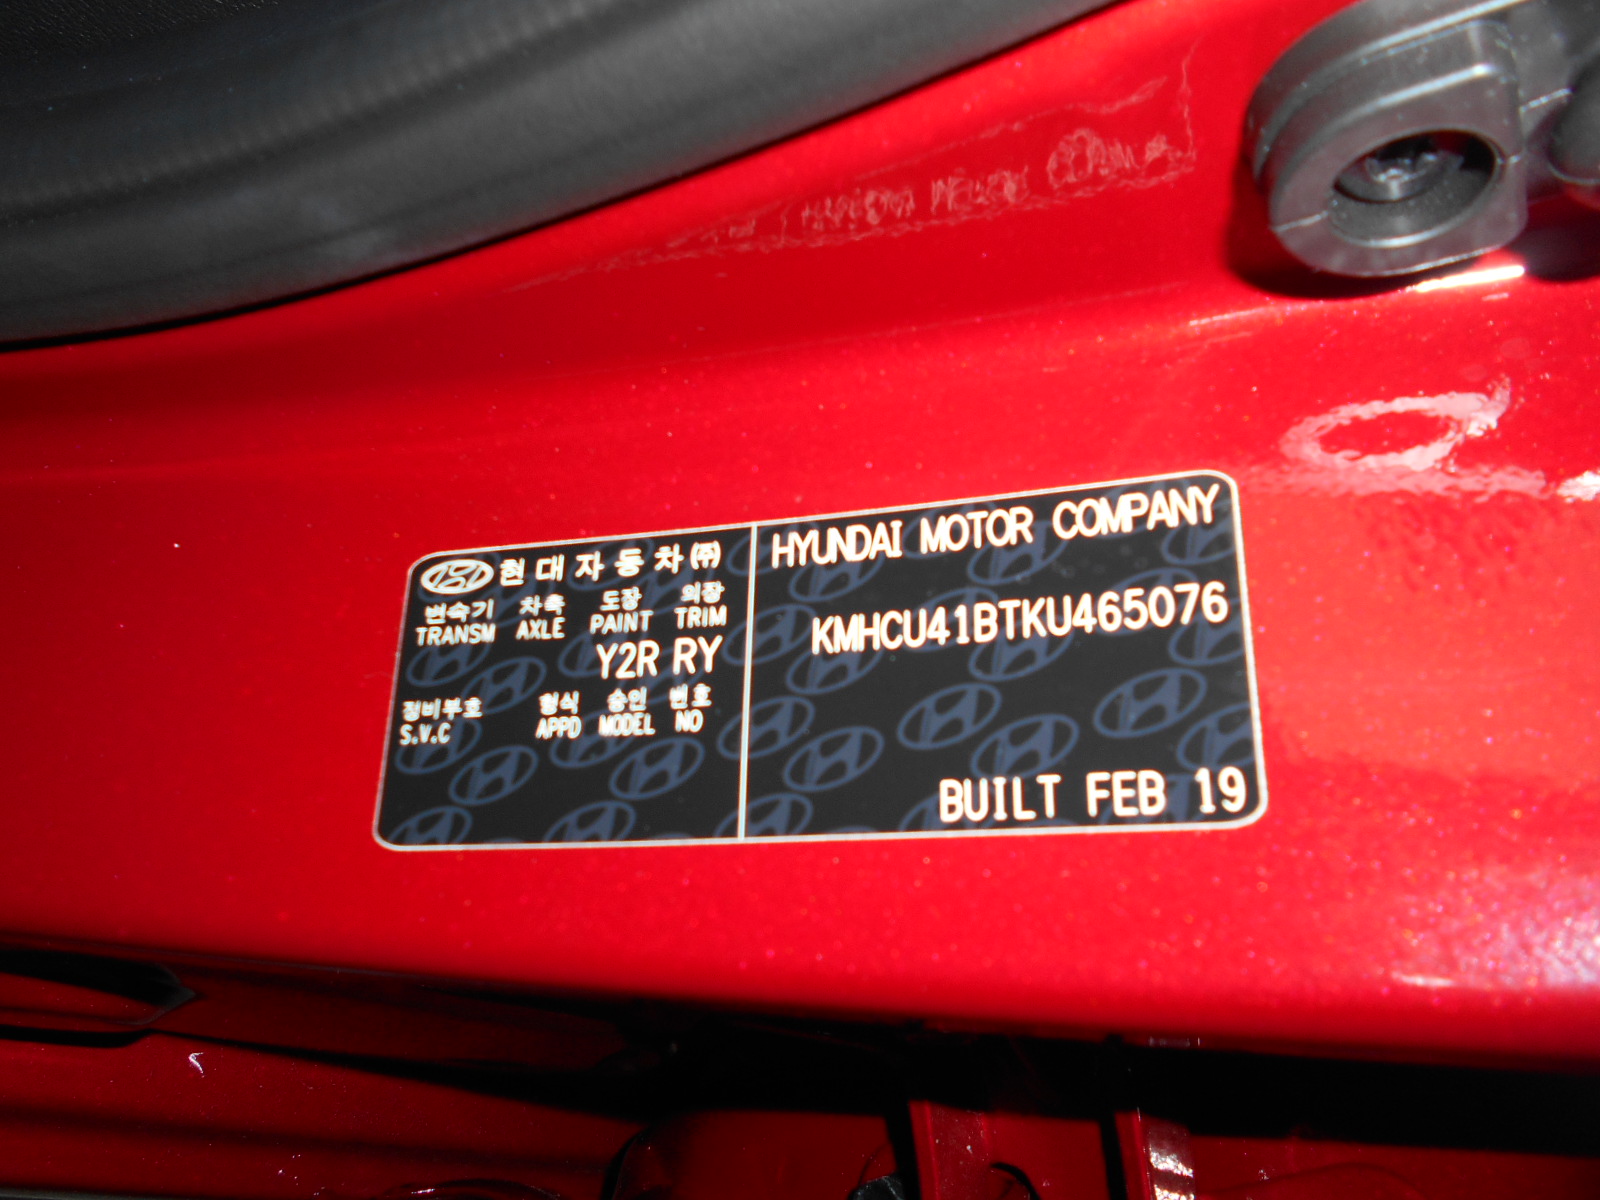 현대자동차(주)
변속기 차축 도장 의장
TRANSM AXLE PAINT TRIM
Y2R RY
정비부호 형식 승인 번호
S.V.C APPD MODEL NO
HYUNDAI MOTOR COMPANY
KMHCU41BTKU465076
BUILT FEB 19